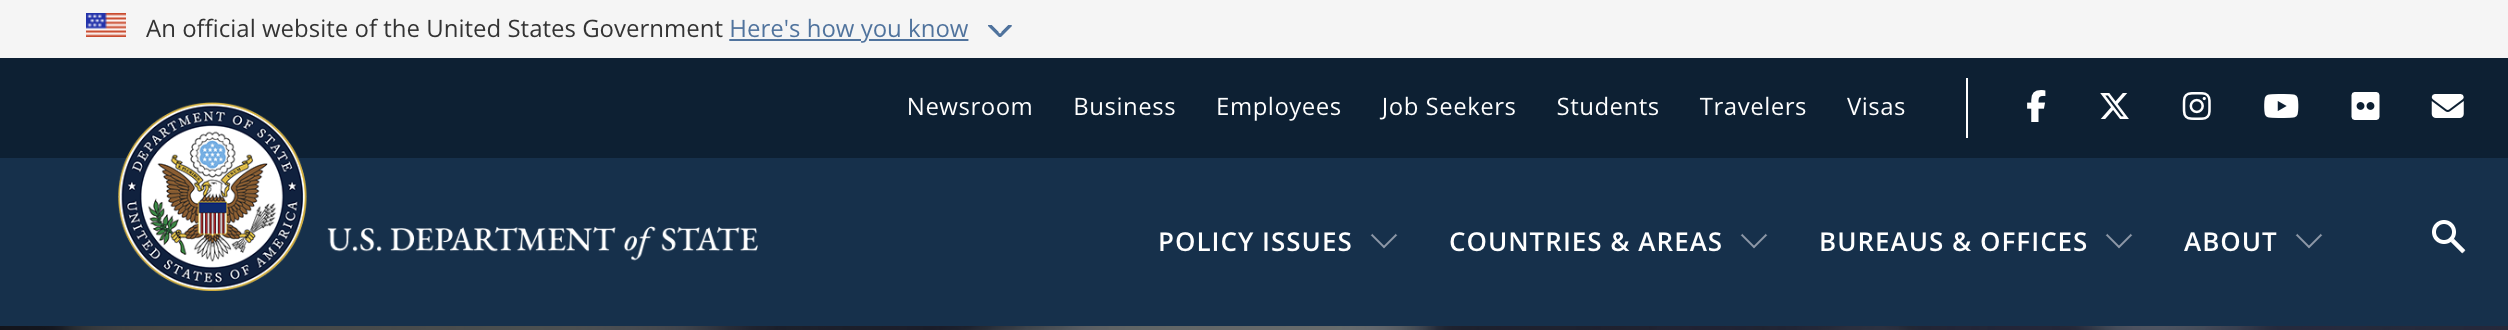 An official website of the United States Government Here's how you know
Newsroom Business Employees Job Seekers Students Travelers Visas
DEPARTMENT OF STATE
UNITED STATES OF AMERICA
U.S. DEPARTMENT of STATE
POLICY ISSUES COUNTRIES & AREAS BUREAUS & OFFICES ABOUT